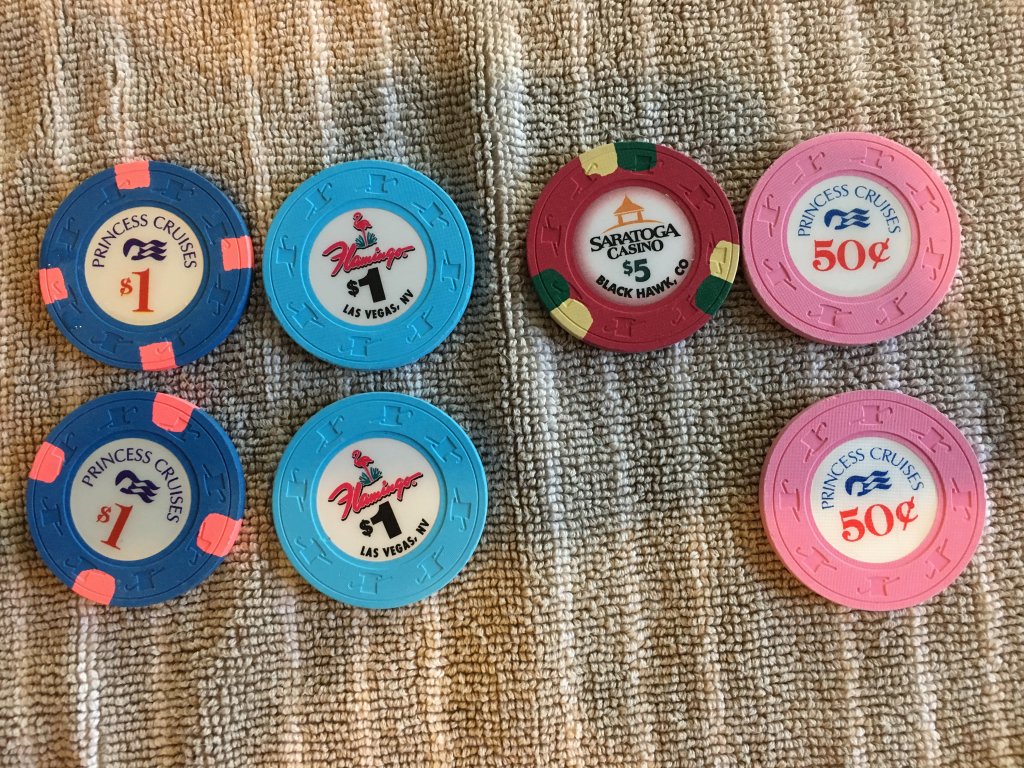 PRINCESS CRUISES
$1
Flamingo
$1
LAS VEGAS, NV
SARATOGA
CASINO
$5
BLACK HAWK, CO
PRINCESS CRUISES
50¢
PRINCESS CRUISES
$1
Flamingo
$1
LAS VEGAS, NV
PRINCESS CRUISES
50¢